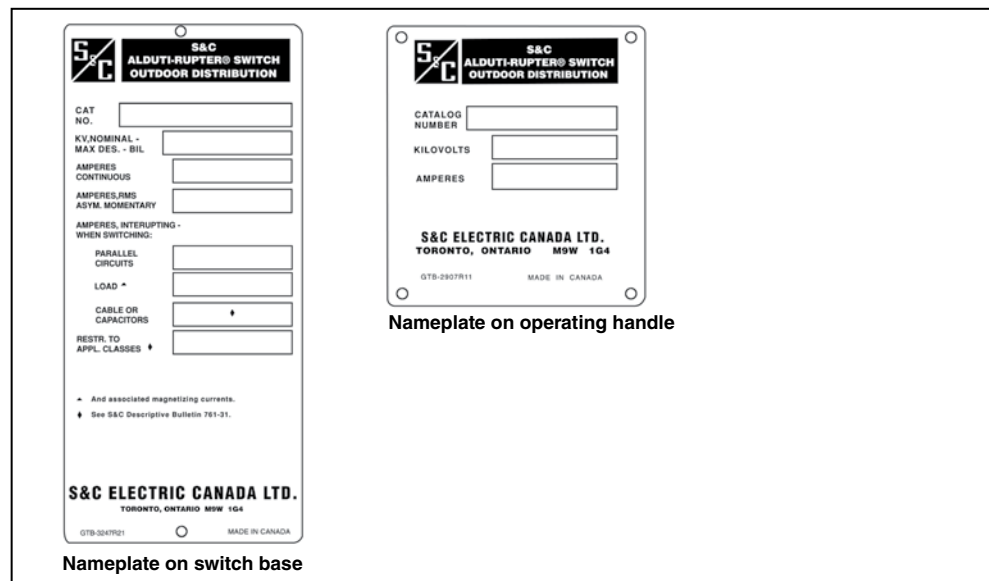 S&C
S&C
ALDUTI-RUPTER® SWITCH
OUTDOOR DISTRIBUTION
CAT
NO.
KV,NOMINAL -
MAX DES. - BIL
AMPERES
CONTINUOUS
AMPERES,RMS
ASYM. MOMENTARY
AMPERES, INTERUPTING -
WHEN SWITCHING:
PARALLEL
CIRCUITS
LOAD
CABLE OR
CAPACITORS
♦
RESTR. TO
APPL. CLASSES ♦
And associated magnetizing currents.
♦ See S&C Descriptive Bulletin 761-31.
S&C ELECTRIC CANADA LTD.
TORONTO, ONTARIO M9W 1G4
GTB-3247R21 MADE IN CANADA
Nameplate on switch base
S&C
S&C
ALDUTI-RUPTER® SWITCH
OUTDOOR DISTRIBUTION
CATALOG
NUMBER
KILOVOLTS
AMPERES
S&C ELECTRIC CANADA LTD.
TORONTO, ONTARIO M9W 1G4
GTB-2907R11 MADE IN CANADA
Nameplate on operating handle